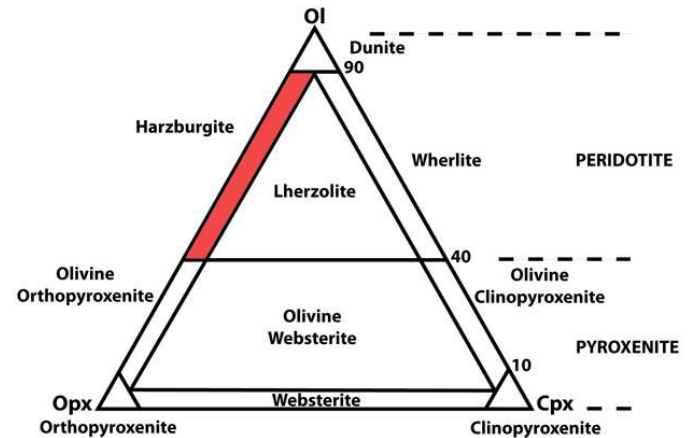 Ol
Dunite
90
Harzburgite
Wherlite
PERIDOTITE
Lherzolite
40
Olivine
Orthopyroxenite
Olivine
Clinopyroxenite
Olivine
Websterite
PYROXENITE
10
Opx
Websterite
Cpx
Orthopyroxenite
Clinopyroxenite